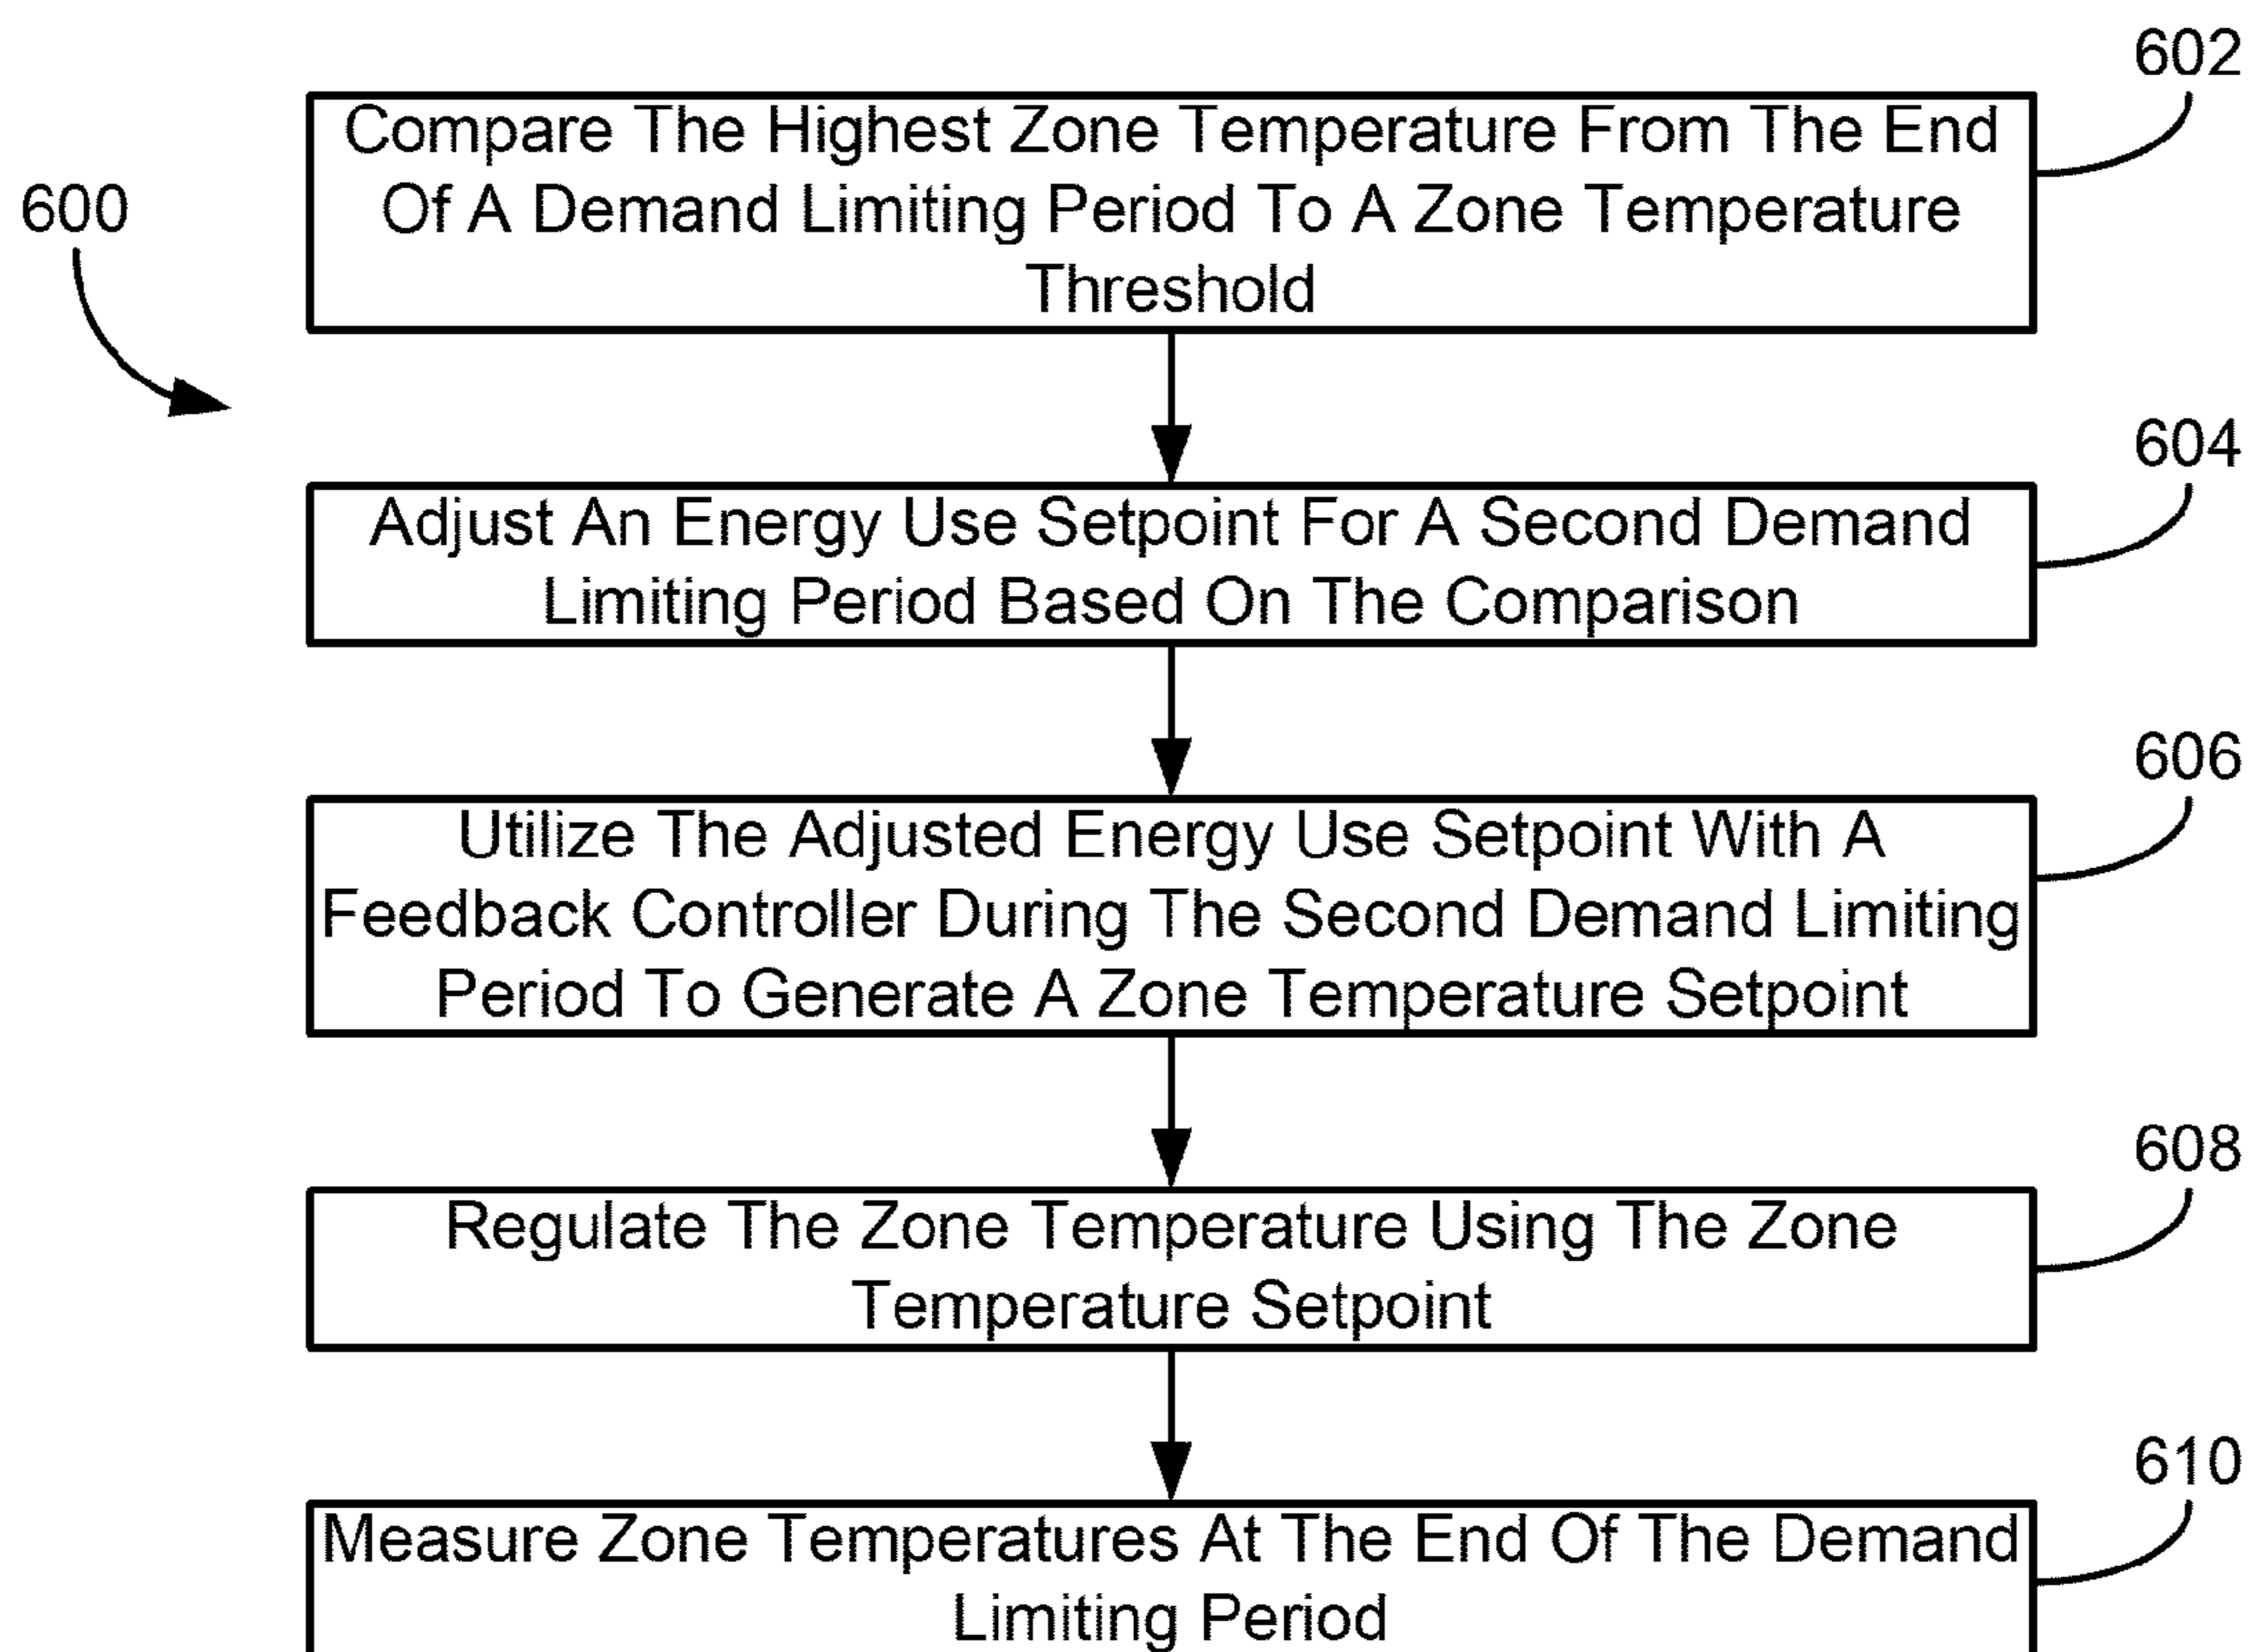 602
Compare The Highest Zone Temperature From The End
Of A Demand Limiting Period To A Zone Temperature
Threshold
600
604
Adjust An Energy Use Setpoint For A Second Demand
Limiting Period Based On The Comparison
606
Utilize The Adjusted Energy Use Setpoint With A
Feedback Controller During The Second Demand Limiting
Period To Generate A Zone Temperature Setpoint
608
Regulate The Zone Temperature Using The Zone
Temperature Setpoint
610
Measure Zone Temperatures At The End Of The Demand
Limiting Period